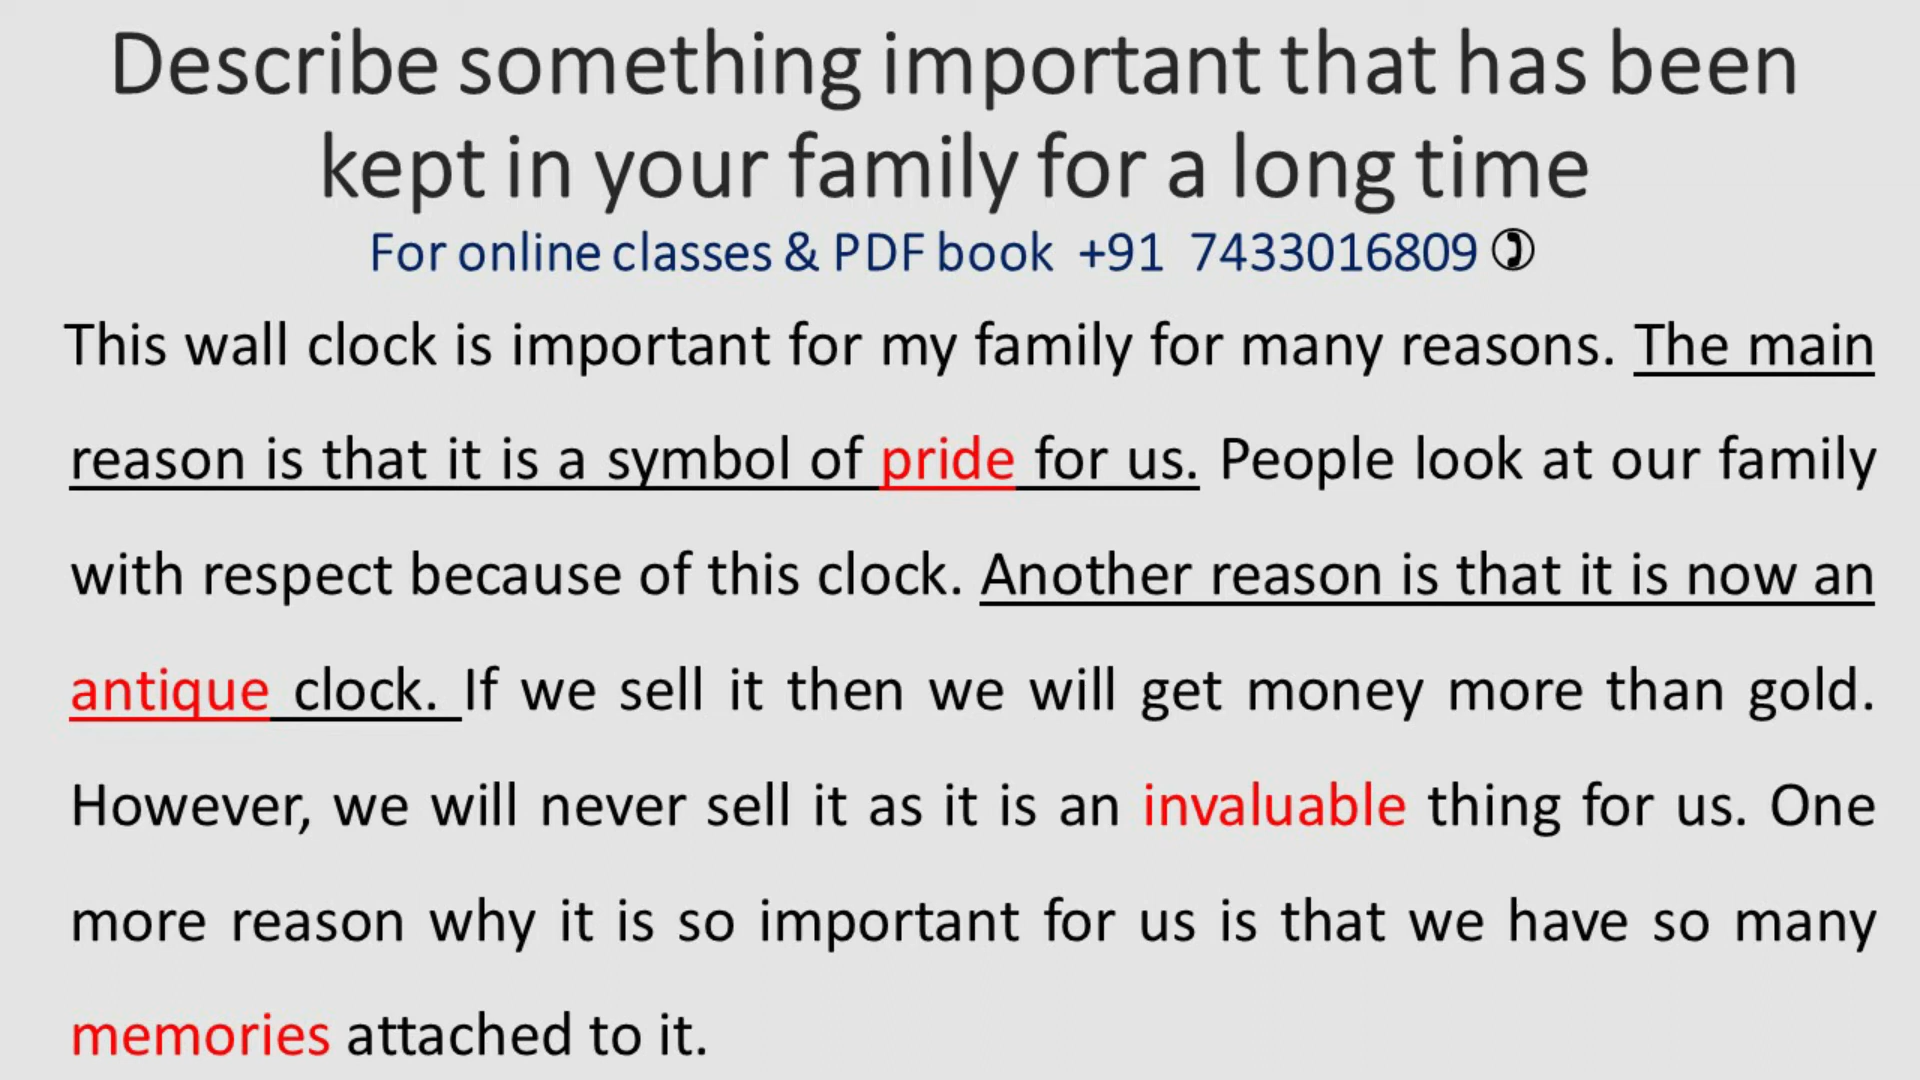 Describe something important that has been
kept in your family for a long time
For online classes & PDF book +91 7433016809 ✆
This wall clock is important for my family for many reasons. The main
reason is that it is a symbol of pride for us. People look at our family
with respect because of this clock. Another reason is that it is now an
antique clock. If we sell it then we will get money more than gold.
However, we will never sell it as it is an invaluable thing for us. One
more reason why it is so important for us is that we have so many
memories attached to it.